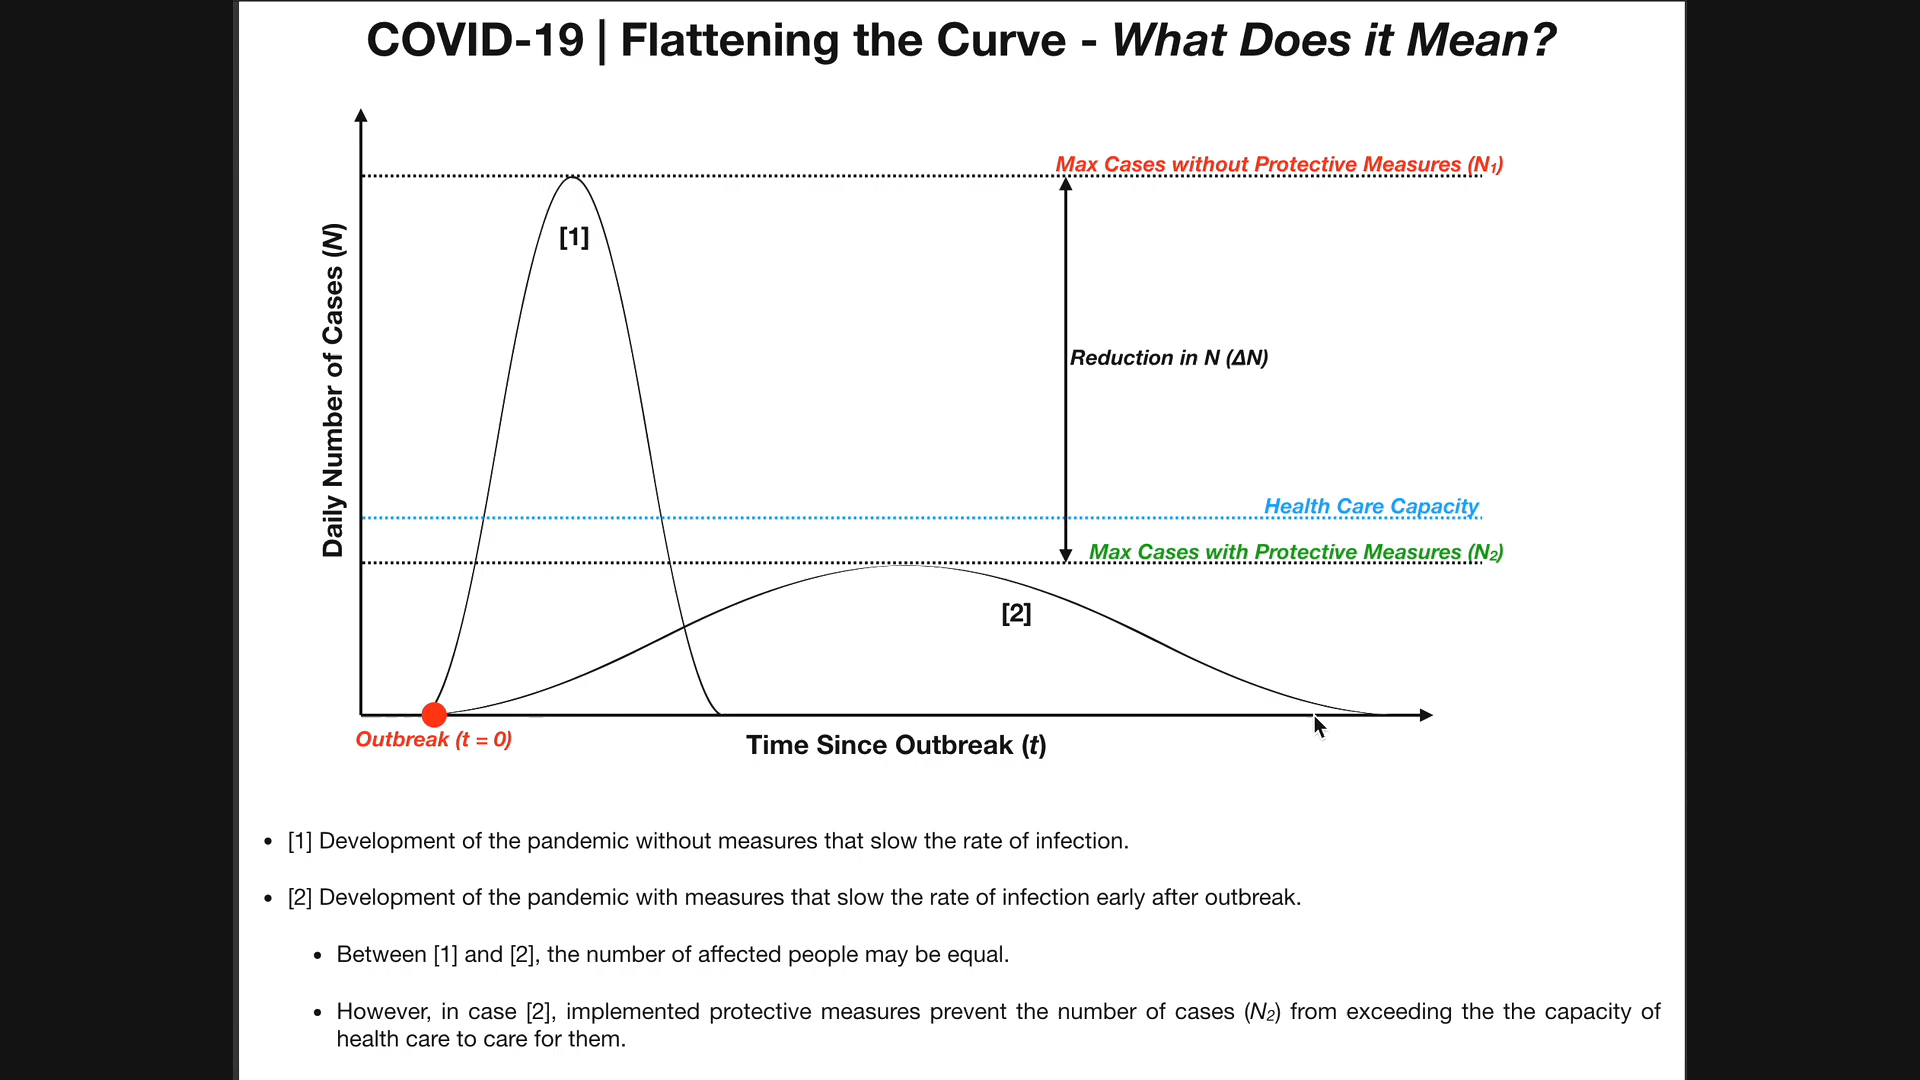 COVID-19 | Flattening the Curve - What Does it Mean?
Max Cases without Protective Measures (N₁)
[1]
Daily Number of Cases (N)
Reduction in N (ΔN)
Health Care Capacity
Max Cases with Protective Measures (N₂)
[2]
Outbreak (t = 0)
Time Since Outbreak (t)
• [1] Development of the pandemic without measures that slow the rate of infection.
• [2] Development of the pandemic with measures that slow the rate of infection early after outbreak.
• Between [1] and [2], the number of affected people may be equal.
• However, in case [2], implemented protective measures prevent the number of cases (N₂) from exceeding the the capacity of
health care to care for them.